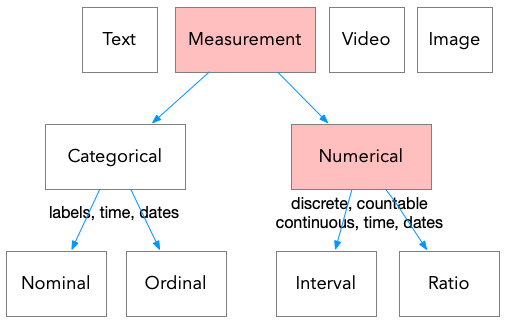 Text
Measurement
Video
Image
Categorical
Numerical
labels, time, dates
discrete, countable
continuous, time, dates
Nominal
Ordinal
Interval
Ratio